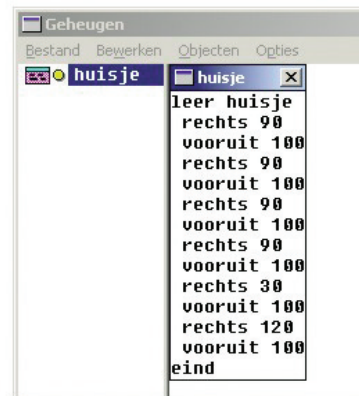 Geheugen
Bestand Bewerken Objecten Opties
huisje
huisje
leer huisje
rechts 90
vooruit 100
rechts 90
vooruit 100
rechts 90
vooruit 100
rechts 90
vooruit 100
rechts 30
vooruit 100
rechts 120
vooruit 100
eind